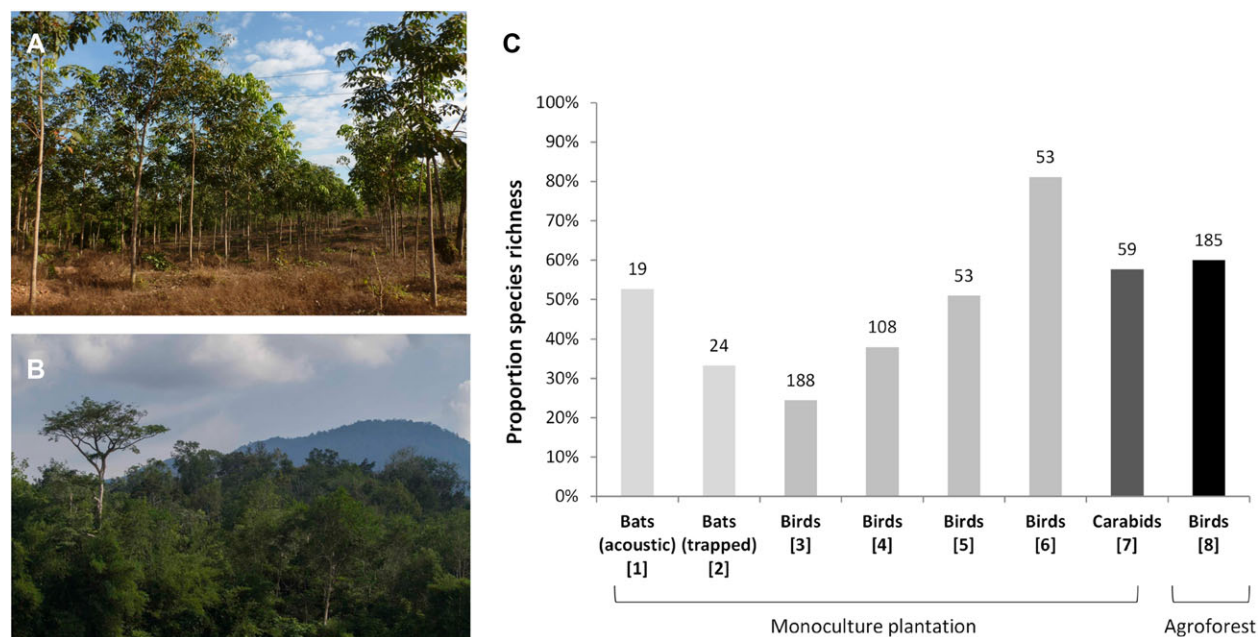 A
B
C
Proportion species richness
100%
90%
80%
70%
60%
50%
40%
30%
20%
10%
0%
19
24
188
108
53
53
59
185
Bats
(acoustic)
[1]
Bats
(trapped)
[2]
Birds
[3]
Birds
[4]
Birds
[5]
Birds
[6]
Carabids
[7]
Birds
[8]
Monoculture plantation
Agroforest